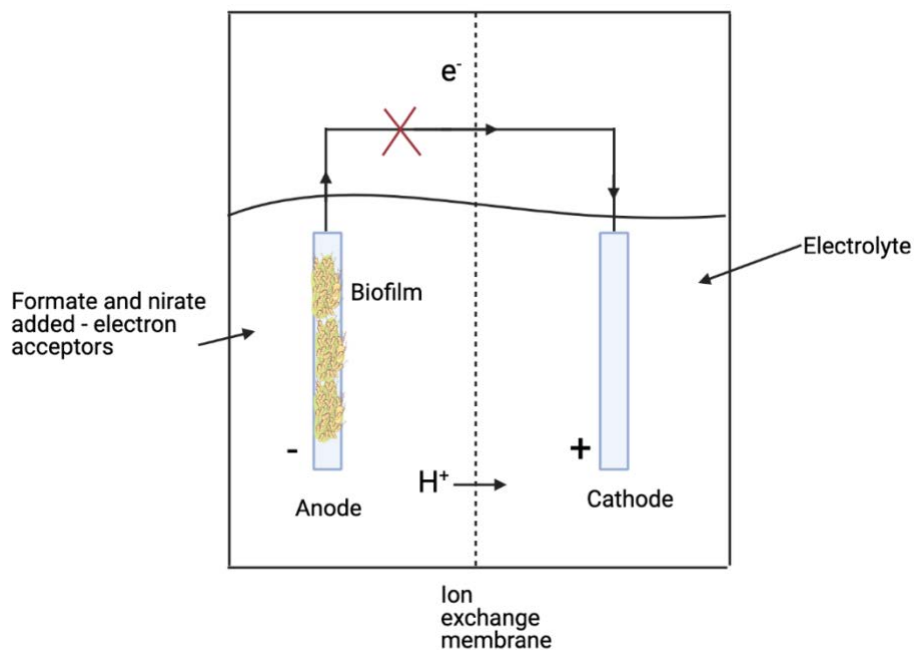 e-
Electrolyte
Formate and nirate
added - electron
acceptors
Biofilm
-
+
H+
Anode
Cathode
Ion
exchange
membrane